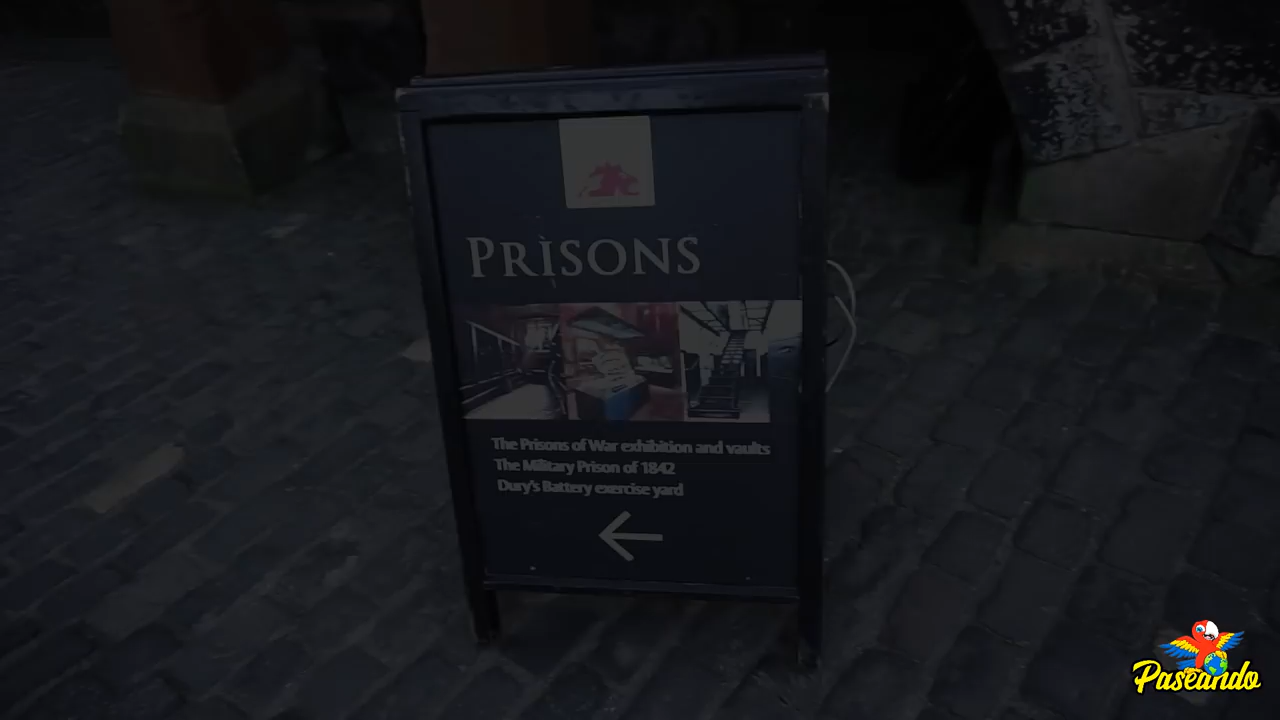 PRISONS
The Prisons of War exhibition and vaults
The Military Prison of 1842
Dury's Battery exercise yard
Paseando